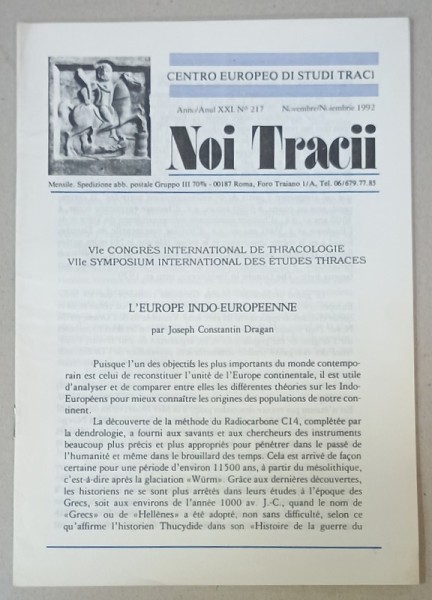 CENTRO EUROPEO DI STUDI TRACI
Anno/Anul XXI. N° 217 Novembre/Noiembrie 1992
Noi Tracii
Mensile. Spedizione abb. postale Gruppo III 70% - 00187 Roma, Foro Traiano 1/A, Tel. 06/679.77.85
VIe CONGRÈS INTERNATIONAL DE THRACOLOGIE
VIIe SYMPOSIUM INTERNATIONAL DES ÉTUDES THRACES
L'EUROPE INDO-EUROPEENNE
par Joseph Constantin Dragan
Puisque l'un des objectifs les plus importants du monde contempo-
rain est celui de reconstituer l'unité de l'Europe continentale, il est utile
d'analyser et de comparer entre elles les différentes théories sur les Indo-
Européens pour mieux connaître les origines des populations de notre con-
tinent.
La découverte de la méthode du Radiocarbone C14, complétée par
la dendrologie, a fourni aux savants et aux chercheurs des instruments
beaucoup plus précis et plus appropriés pour pénétrer dans le passé de
l'humanité et même dans le brouillard des temps. Cela est arrivé de façon
certaine pour une période d'environ 11500 ans, à partir du mésolithique,
c'est-à-dire après la glaciation «Würm». Grâce aux dernières découvertes,
les historiens ne se sont plus arrêtés dans leurs études à l'époque des
Grecs, soit aux environs de l'année 1000 av. J.-C., quand le nom de
«Grecs» ou de «Hellènes» a été adopté, non sans difficulté, selon ce
qu'affirme l'historien Thucydide dans son «Histoire de la guerre du